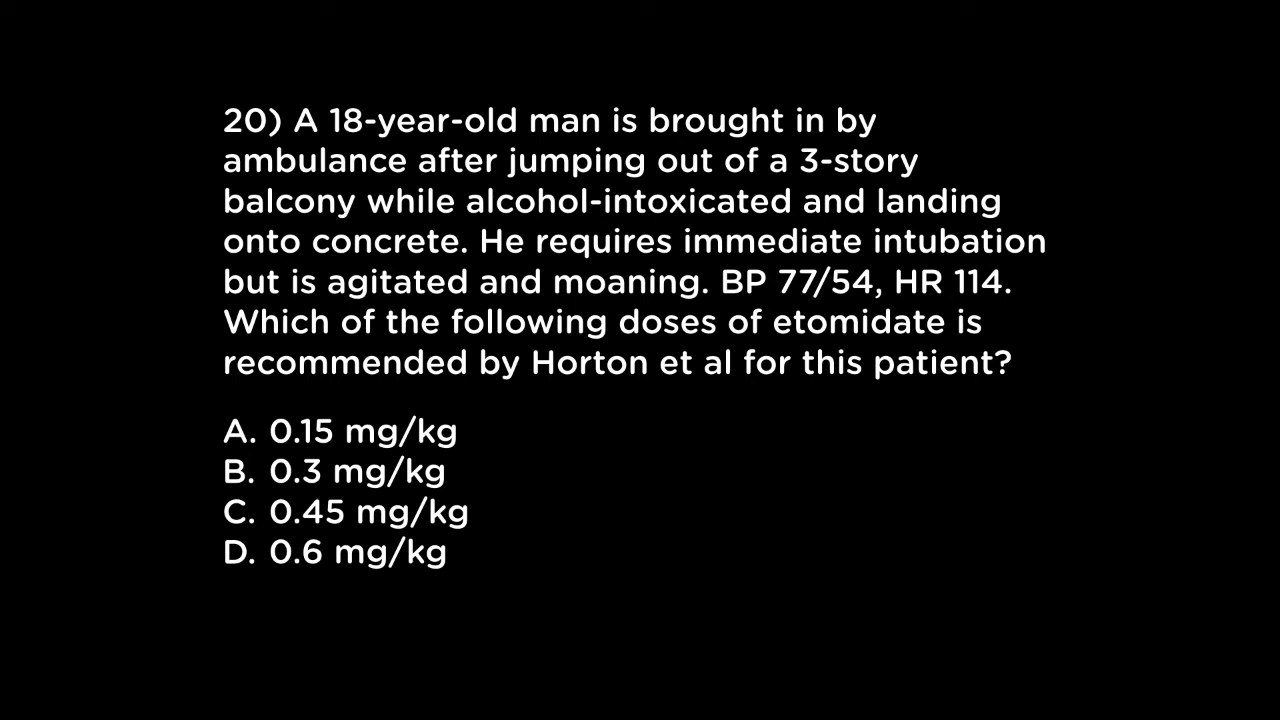 20) A 18-year-old man is brought in by
ambulance after jumping out of a 3-story
balcony while alcohol-intoxicated and landing
onto concrete. He requires immediate intubation
but is agitated and moaning. BP 77/54, HR 114.
Which of the following doses of etomidate is
recommended by Horton et al for this patient?
A. 0.15 mg/kg
B. 0.3 mg/kg
C. 0.45 mg/kg
D. 0.6 mg/kg